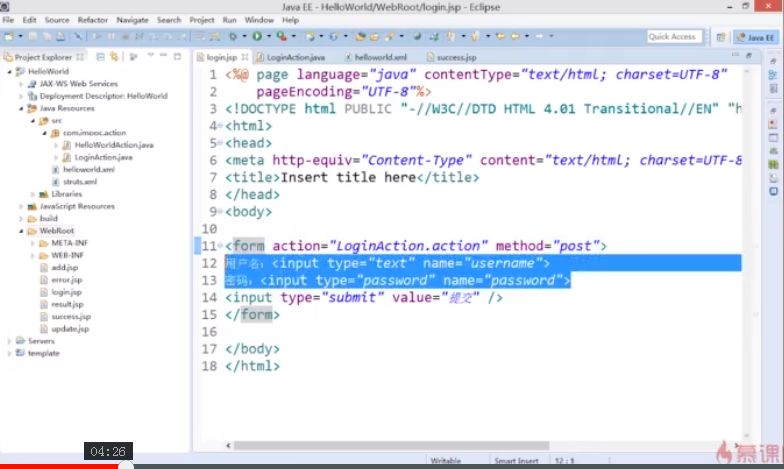 Java EE - HelloWorld/WebRoot/login.jsp - Eclipse
File Edit Source Refactor Navigate Search Project Run Window Help
Quick Access Java EE
Project Explorer
login.jsp LoginAction.java helloworld.xml success.jsp
HelloWorld
JAX-WS Web Services
Deployment Descriptor: HelloWorld
Java Resources
src
com.imooc.action
HelloWorldAction.java
LoginAction.java
helloworld.xml
struts.xml
Libraries
JavaScript Resources
build
WebRoot
META-INF
WEB-INF
add.jsp
error.jsp
login.jsp
result.jsp
success.jsp
update.jsp
Servers
template
1 <%@ page language="java" contentType="text/html; charset=UTF-8"
2 pageEncoding="UTF-8"%>
3 <!DOCTYPE html PUBLIC "-//W3C//DTD HTML 4.01 Transitional//EN" "h
4 <html>
5 <head>
6 <meta http-equiv="Content-Type" content="text/html; charset=UTF-8
7 <title>Insert title here</title>
8 </head>
9 <body>
10
11 <form action="LoginAction.action" method="post">
12 用户名：<input type="text" name="username">
13 密码：<input type="password" name="password">
14 <input type="submit" value="提交" />
15 </form>
16
17 </body>
18 </html>
04:26
Writable Smart Insert 12 : 1
慕课